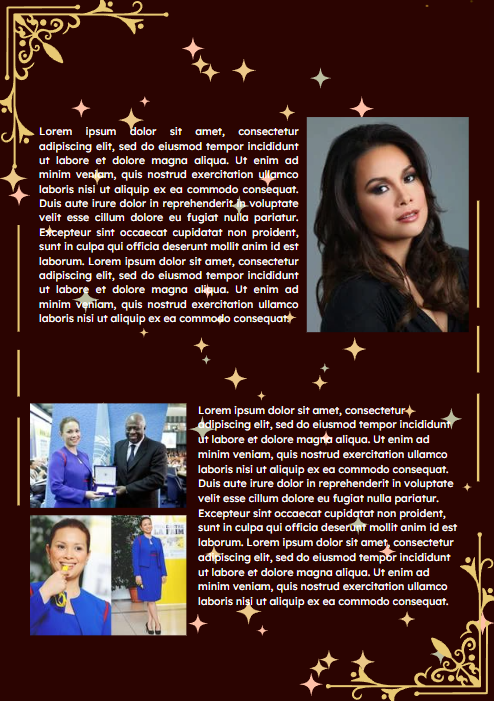 Lorem ipsum dolor sit amet, consectetur
adipiscing elit, sed do eiusmod tempor incididunt
ut labore et dolore magna aliqua. Ut enim ad
minim veniam, quis nostrud exercitation ullamco
laboris nisi ut aliquip ex ea commodo consequat.
Duis aute irure dolor in reprehenderit in voluptate
velit esse cillum dolore eu fugiat nulla pariatur.
Excepteur sint occaecat cupidatat non proident,
sunt in culpa qui officia deserunt mollit anim id est
laborum. Lorem ipsum dolor sit amet, consectetur
adipiscing elit, sed do eiusmod tempor incididunt
ut labore et dolore magna aliqua. Ut enim ad
minim veniam, quis nostrud exercitation ullamco
laboris nisi ut aliquip ex ea commodo consequat.
Lorem ipsum dolor sit amet, consectetur
adipiscing elit, sed do eiusmod tempor incididunt
ut labore et dolore magna aliqua. Ut enim ad
minim veniam, quis nostrud exercitation ullamco
laboris nisi ut aliquip ex ea commodo consequat.
Duis aute irure dolor in reprehenderit in voluptate
velit esse cillum dolore eu fugiat nulla pariatur.
Excepteur sint occaecat cupidatat non proident,
sunt in culpa qui officia deserunt mollit anim id est
laborum. Lorem ipsum dolor sit amet, consectetur
adipiscing elit, sed do eiusmod tempor incididunt
ut labore et dolore magna aliqua. Ut enim ad
minim veniam, quis nostrud exercitation ullamco
laboris nisi ut aliquip ex ea commodo consequat.
LA FAIM